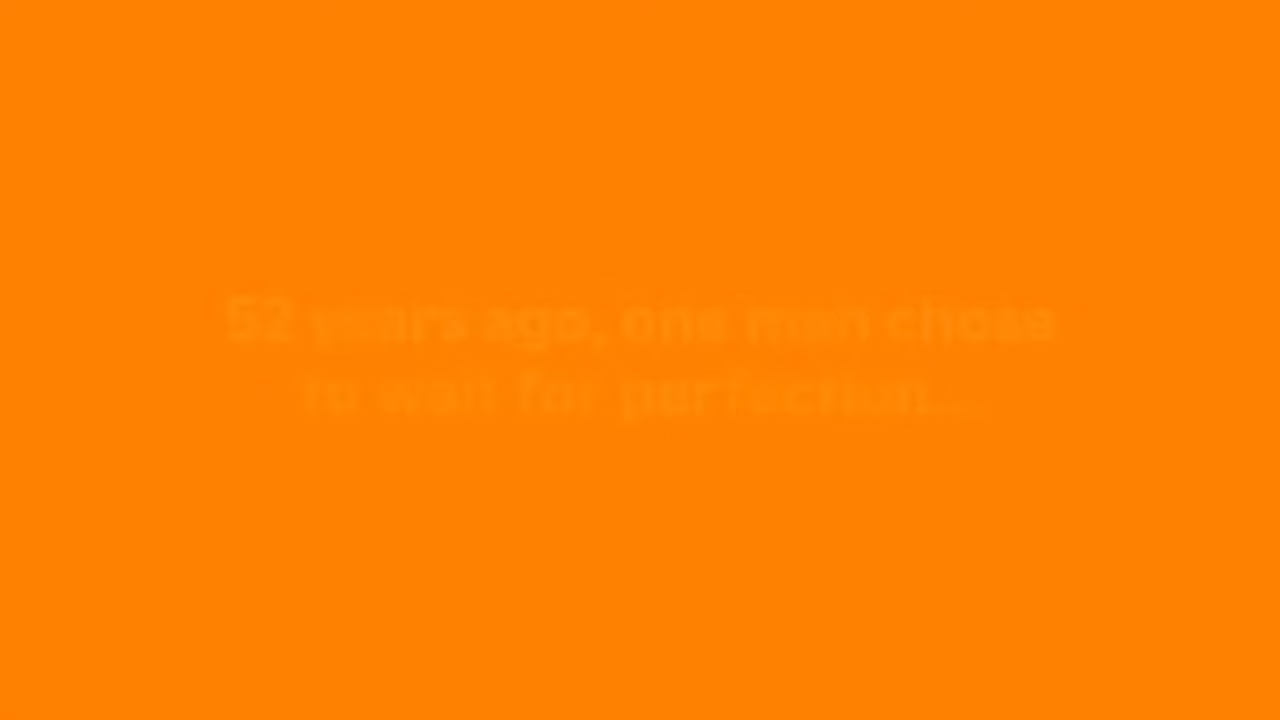 52 years ago, one man chose
to wait for perfection...